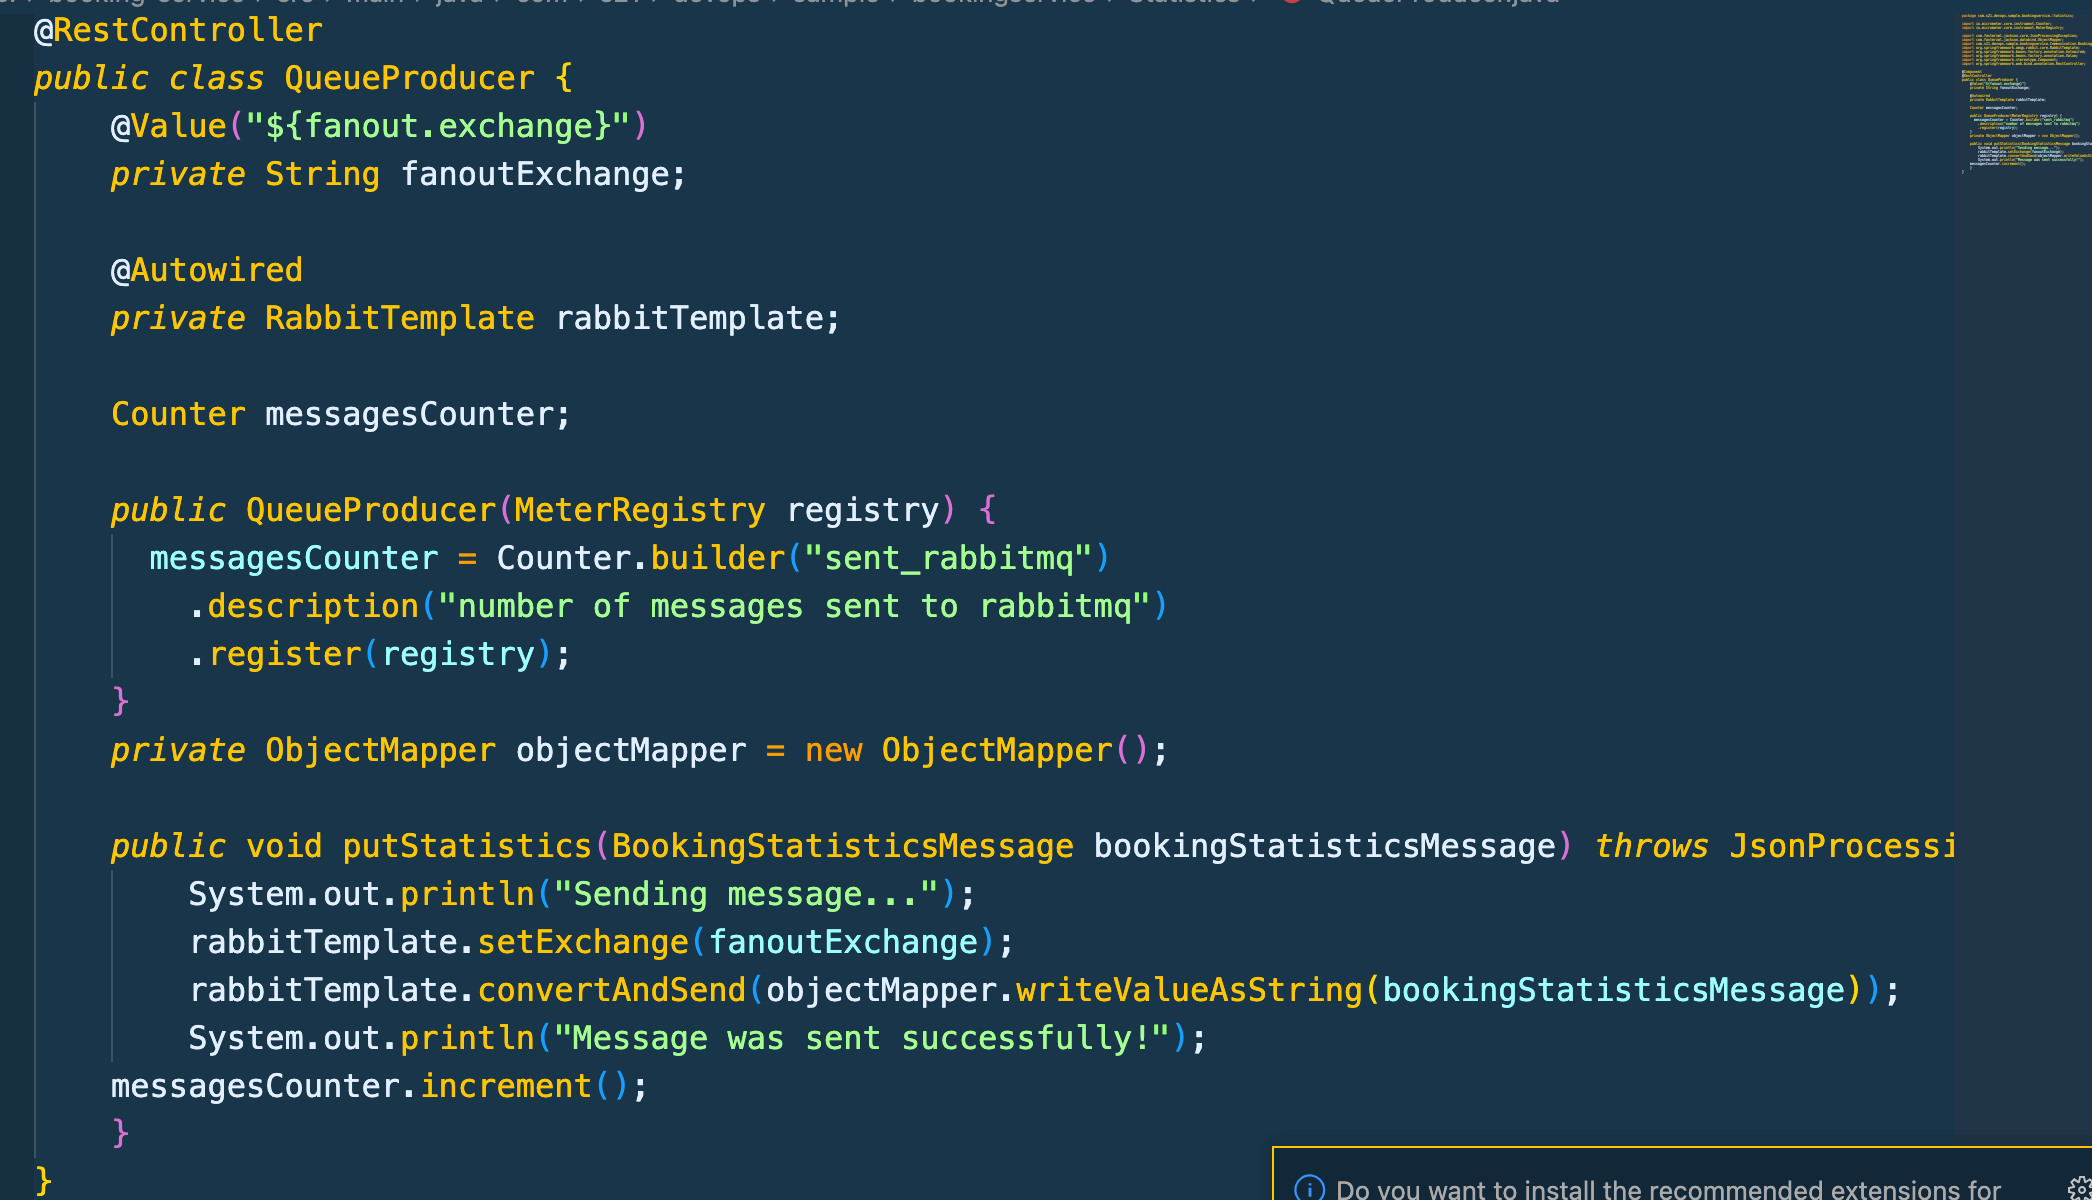 @RestController
public class QueueProducer {
    @Value("${fanout.exchange}")
    private String fanoutExchange;

    @Autowired
    private RabbitTemplate rabbitTemplate;

    Counter messagesCounter;

    public QueueProducer(MeterRegistry registry) {
      messagesCounter = Counter.builder("sent_rabbitmq")
        .description("number of messages sent to rabbitmq")
        .register(registry);
    }
    private ObjectMapper objectMapper = new ObjectMapper();

    public void putStatistics(BookingStatisticsMessage bookingStatisticsMessage) throws JsonProcessi
        System.out.println("Sending message...");
        rabbitTemplate.setExchange(fanoutExchange);
        rabbitTemplate.convertAndSend(objectMapper.writeValueAsString(bookingStatisticsMessage));
        System.out.println("Message was sent successfully!");
    messagesCounter.increment();
    }
}
Do you want to install the recommended extensions for